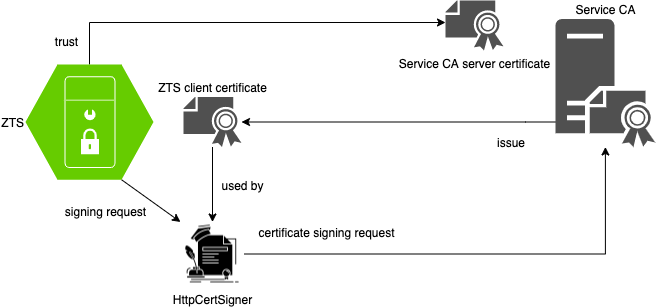 Service CA
trust
Service CA server certificate
ZTS client certificate
ZTS
issue
used by
signing request
certificate signing request
HttpCertSigner